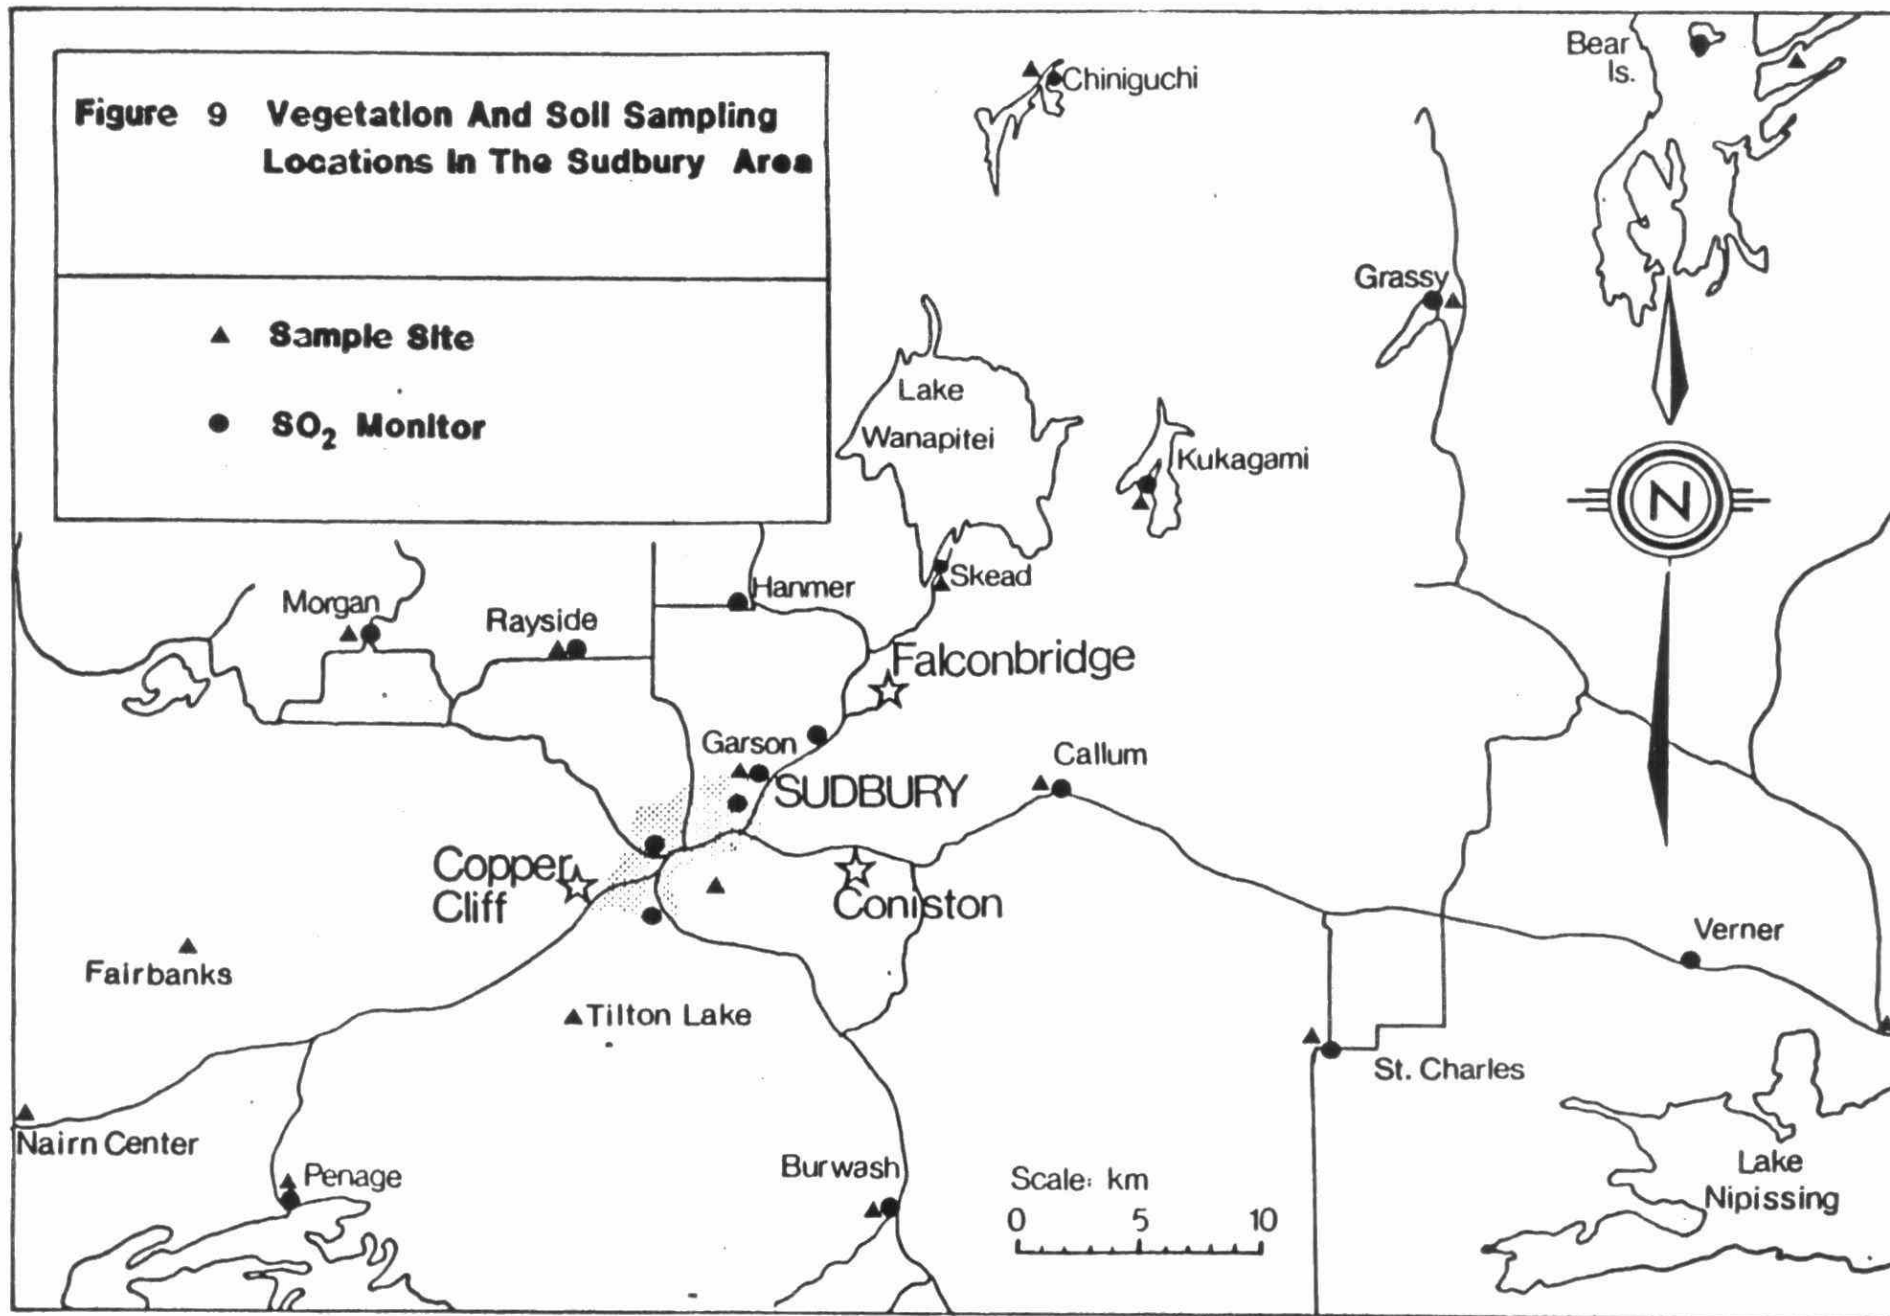 Figure 9 Vegetation And Soil Sampling
Locations In The Sudbury Area
Sample Site
SO₂ Monitor
Bear
Is.
Chiniguchi
Grassy
Lake
Wanapitei
Kukagami
N
Skead
Hanmer
Morgan
Rayside
Falconbridge
Garson
SUDBURY
Callum
Copper
Cliff
Coniston
Verner
Fairbanks
Tilton Lake
St. Charles
Nairn Center
Penage
Burwash
Scale: km
0 5 10
Lake
Nipissing